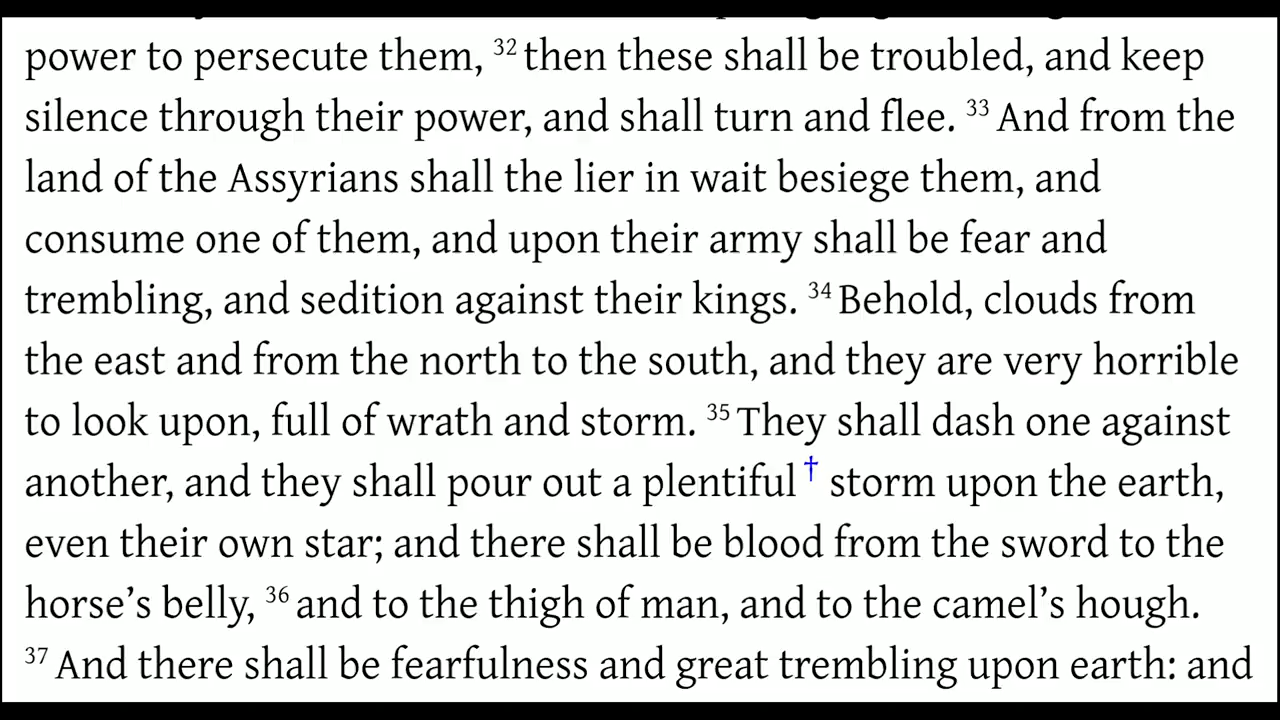 power to persecute them, 32 then these shall be troubled, and keep
silence through their power, and shall turn and flee. 33 And from the
land of the Assyrians shall the lier in wait besiege them, and
consume one of them, and upon their army shall be fear and
trembling, and sedition against their kings. 34 Behold, clouds from
the east and from the north to the south, and they are very horrible
to look upon, full of wrath and storm. 35 They shall dash one against
another, and they shall pour out a plentiful† storm upon the earth,
even their own star; and there shall be blood from the sword to the
horse’s belly, 36 and to the thigh of man, and to the camel’s hough.
37 And there shall be fearfulness and great trembling upon earth: and